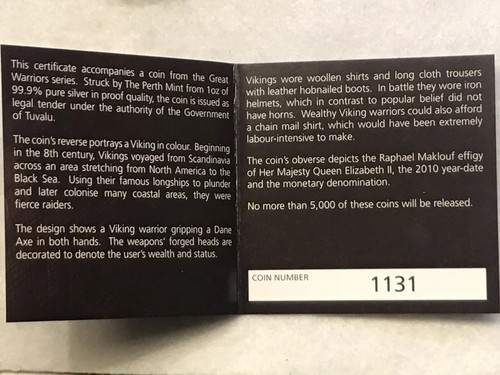 This certificate accompanies a coin from the Great
Warriors series. Struck by The Perth Mint from 1oz of
99.9% pure silver in proof quality, the coin is issued as
legal tender under the authority of the Government
of Tuvalu.
The coin's reverse portrays a Viking in colour. Beginning
in the 8th century, Vikings voyaged from Scandinavia
across an area stretching from North America to the
Black Sea. Using their famous longships to plunder
and later colonise many coastal areas, they were
fierce raiders.
The design shows a Viking warrior gripping a Dane
Axe in both hands. The weapons' forged heads are
decorated to denote the user's wealth and status.
Vikings wore woollen shirts and long cloth trousers
with leather hobnailed boots. In battle they wore iron
helmets, which in contrast to popular belief did not
have horns. Wealthy Viking warriors could also afford
a chain mail shirt, which would have been extremely
labour-intensive to make.
The coin's obverse depicts the Raphael Maklouf effigy
of Her Majesty Queen Elizabeth II, the 2010 year-date
and the monetary denomination.
No more than 5,000 of these coins will be released.
COIN NUMBER 1131